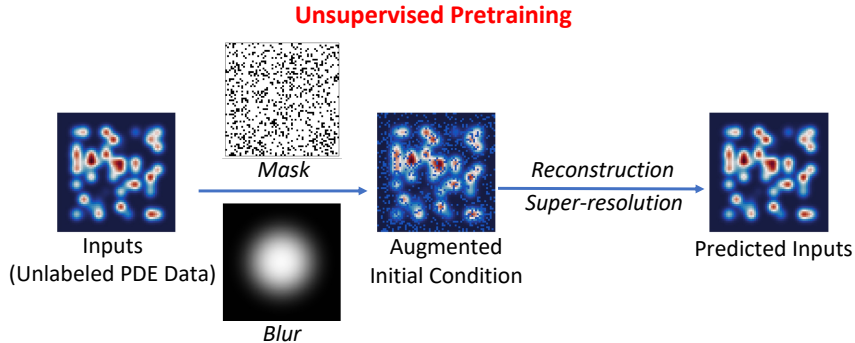 Unsupervised Pretraining
Mask
Reconstruction
Super-resolution
Inputs
(Unlabeled PDE Data)
Augmented
Initial Condition
Predicted Inputs
Blur